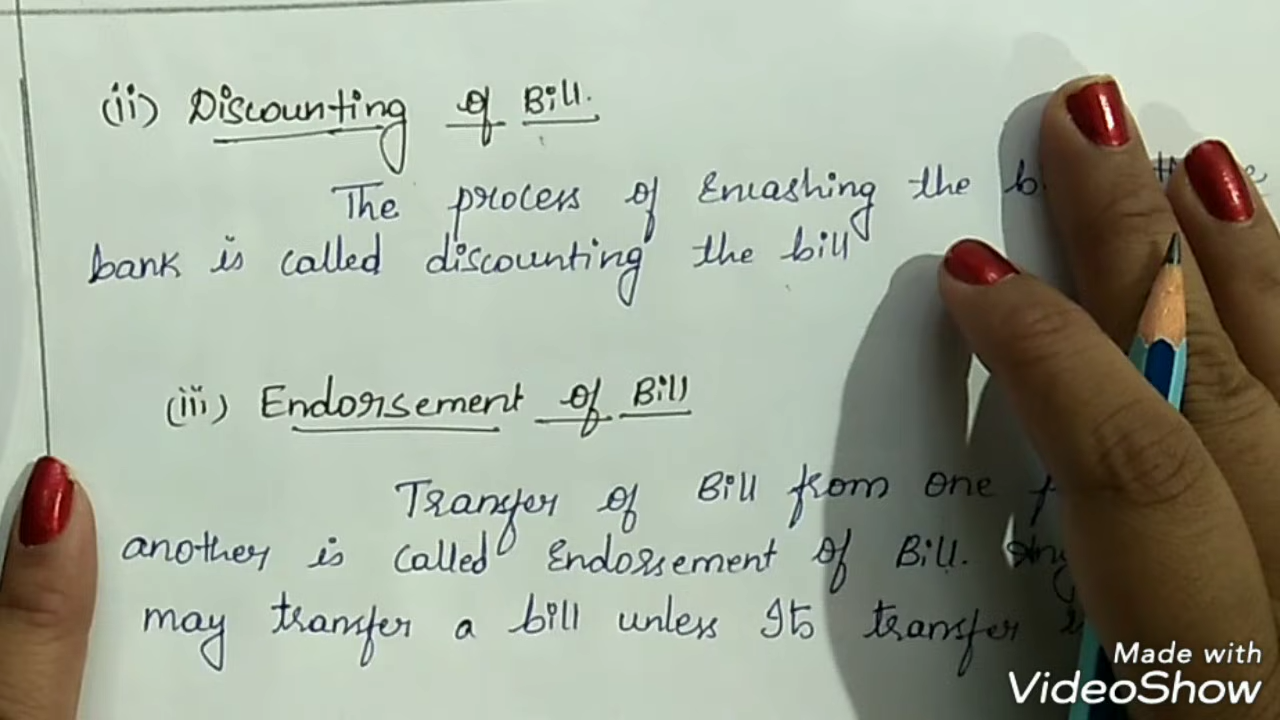 (ii) Discounting of Bill.
The process of Encashing the
bank is called discounting the bill
(iii) Endorsement of Bill
Transfer of Bill from one
another is called Endorsement of Bill.
may transfer a bill unless Its transfer
Made with
VideoShow